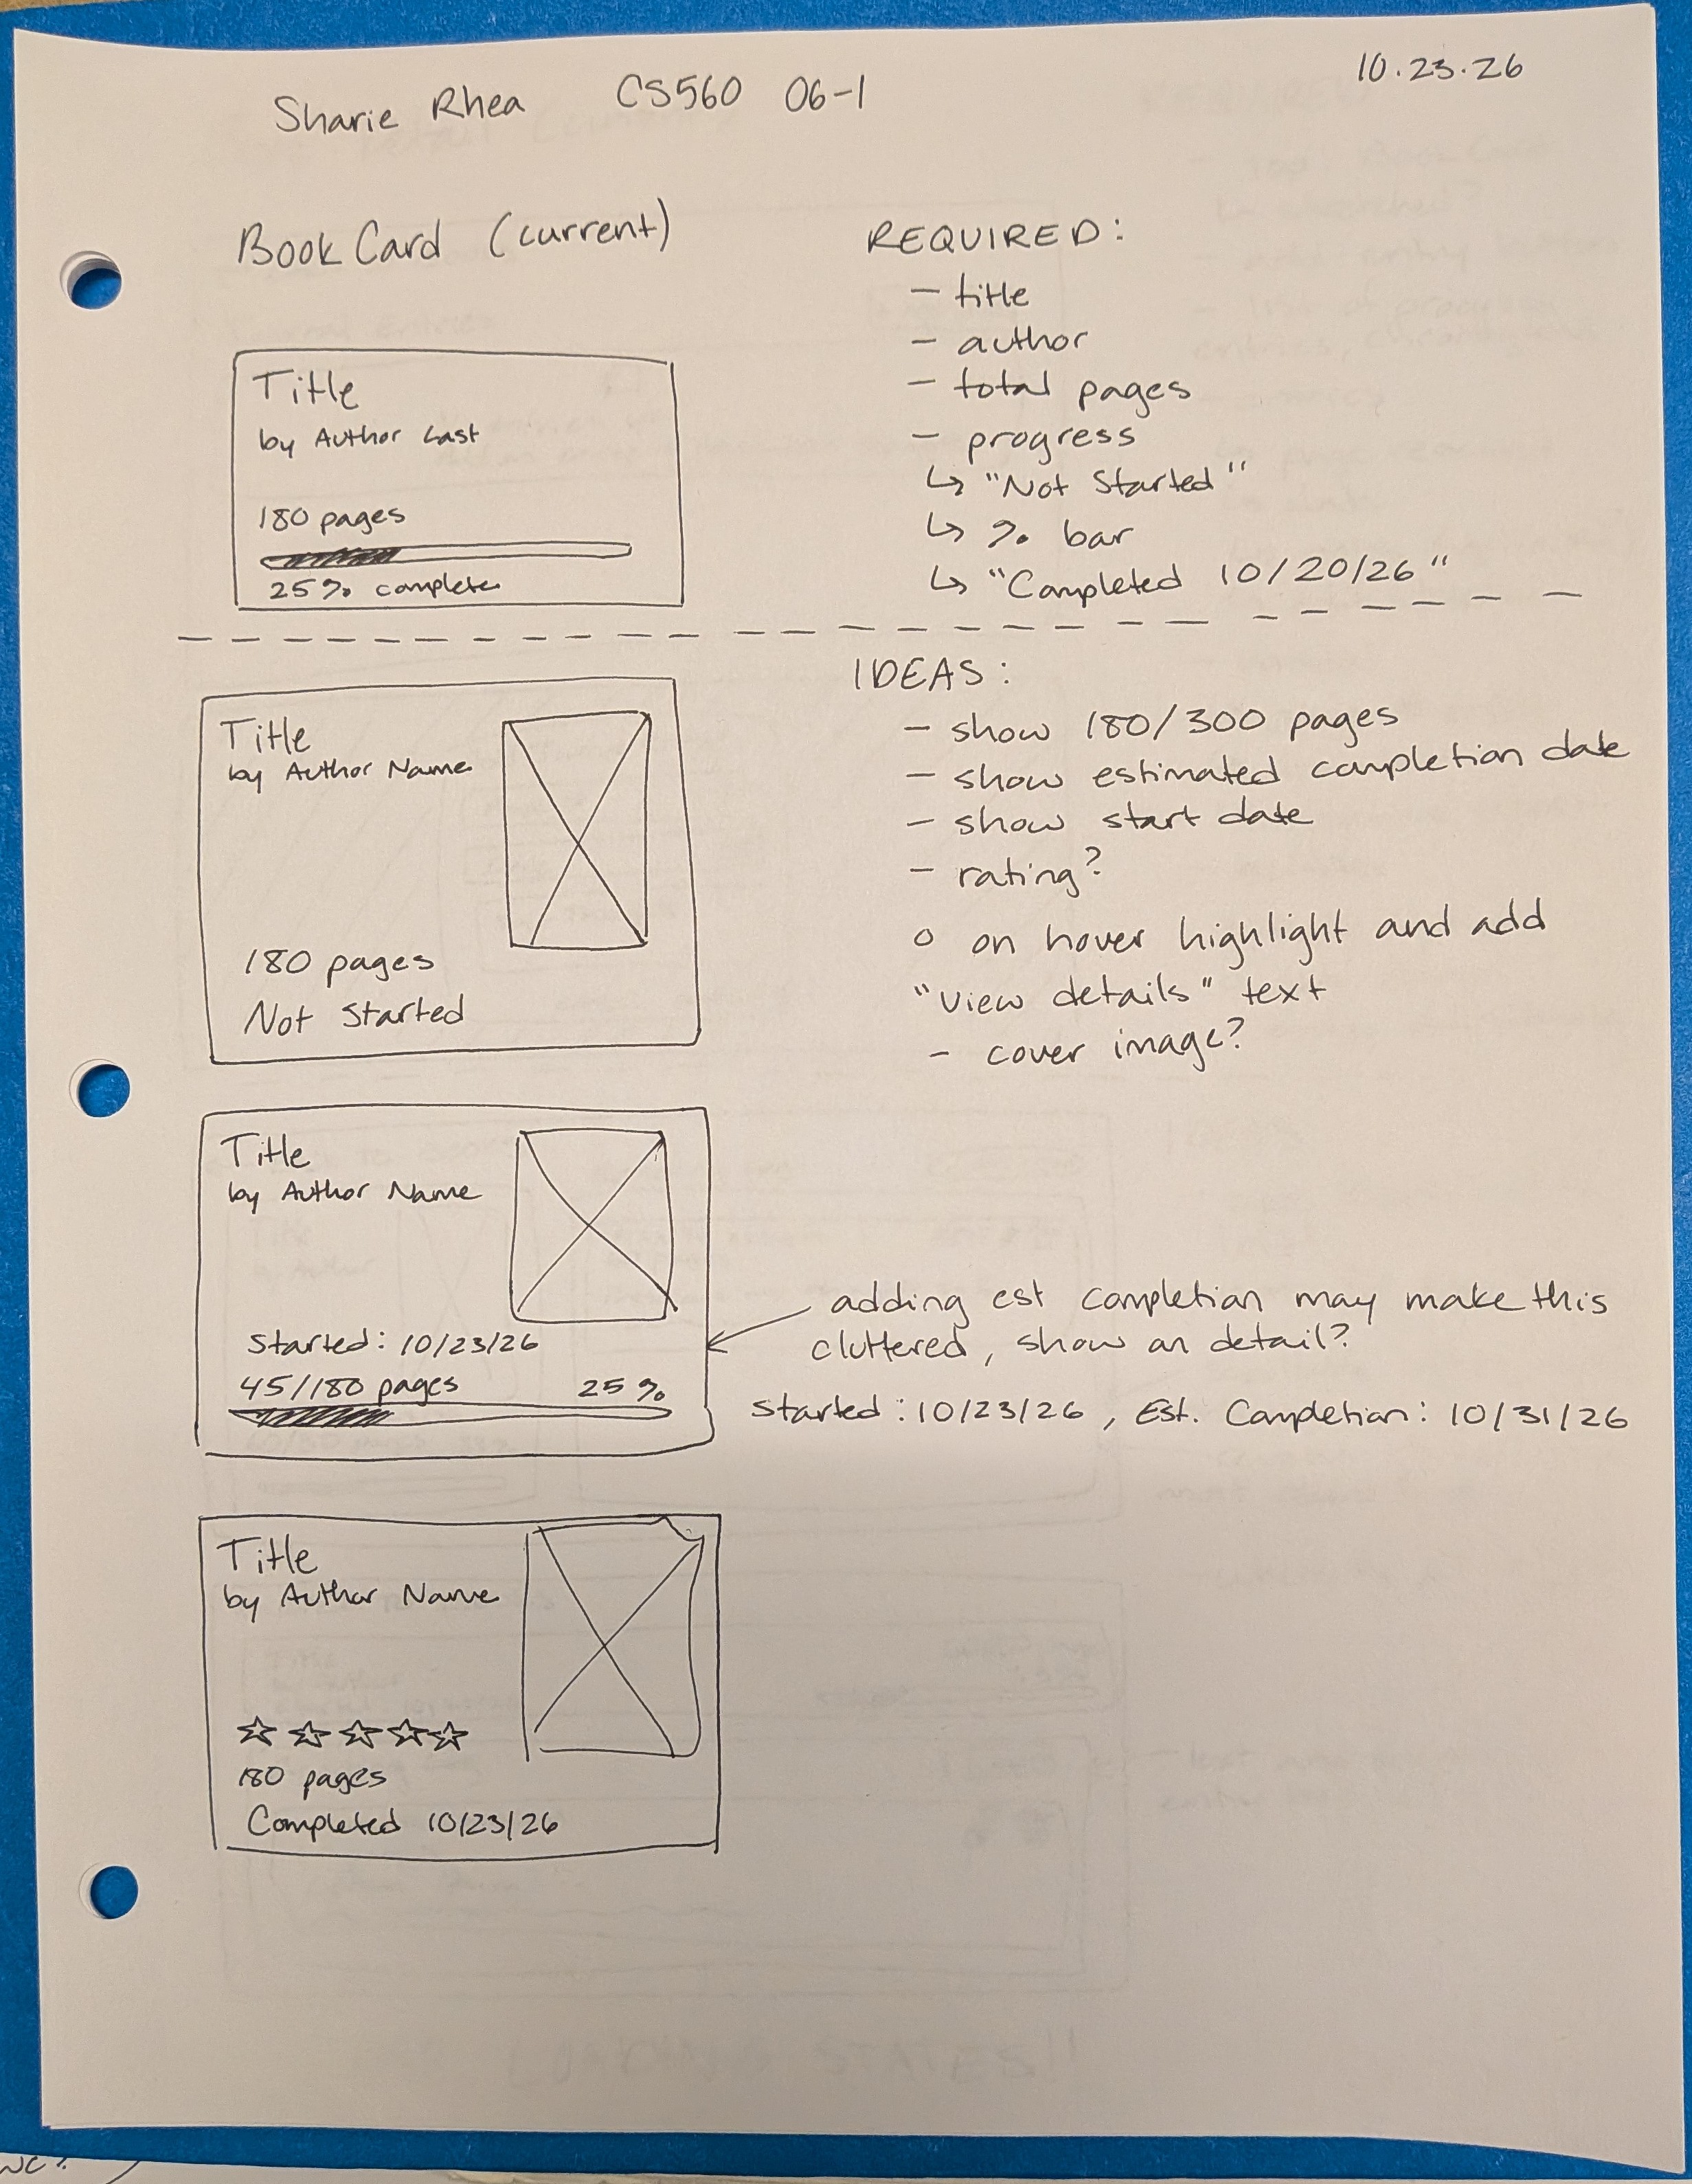 Sharie Rhea CS560 06-1
10.23.26
Book Card (current)
Title
by Author Last
180 pages
25% complete
REQUIRED:
- title
- author
- total pages
- progress
↳ "Not Started"
↳ % bar
↳ "Completed 10/20/26"
Title
by Author Name
180 pages
Not Started
IDEAS:
- show 180/300 pages
- show estimated completion date
- show start date
- rating?
o on hover highlight and add
"view details" text
- cover image?
Title
by Author Name
Started: 10/23/26
45/180 pages 25%
adding est completion may make this
cluttered, show on detail?
Started: 10/23/26, Est. Completion: 10/31/26
Title
by Author Name
☆☆☆☆☆
180 pages
Completed 10/23/26